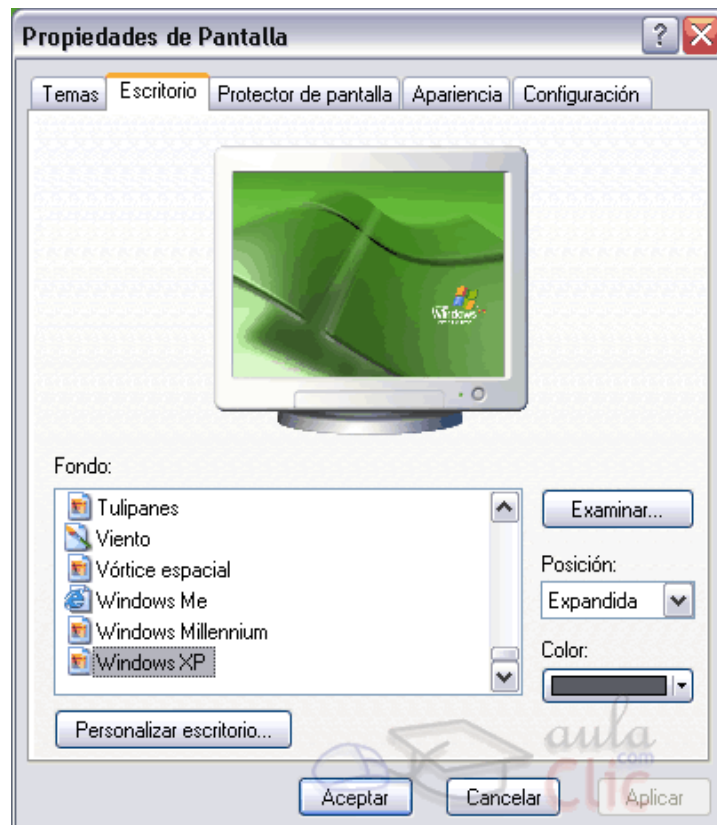 Propiedades de Pantalla
Temas Escritorio Protector de pantalla Apariencia Configuración
Windows
Fondo:
Tulipanes
Viento
Vórtice espacial
Windows Me
Windows Millennium
Windows XP
Examinar...
Posición:
Expandida
Color:
Personalizar escritorio...
aula
com
Clic
Aceptar Cancelar Aplicar